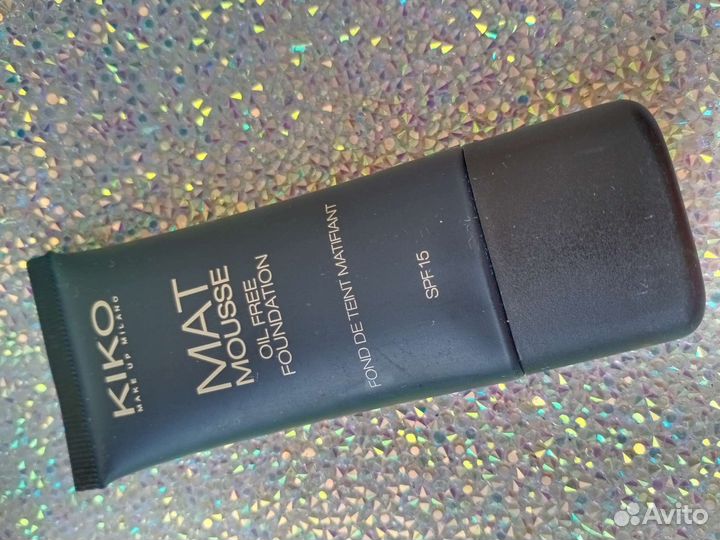 KIKO
MAKE UP MILANO
MAT
MOUSSE
OIL FREE
FOUNDATION
FOND DE TEINT MATIFIANT
SPF 15
Avito